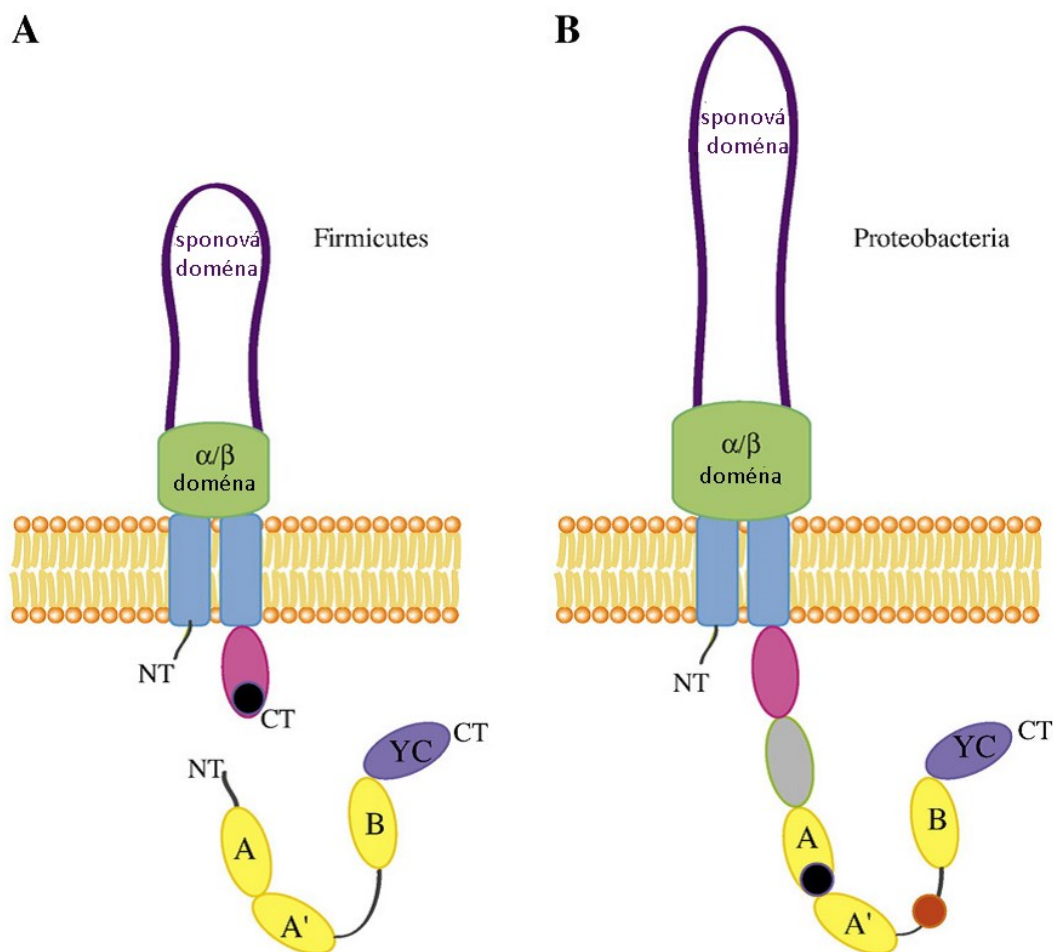 A
sponová
doména
Firmicutes
α/β
doména
NT
CT
NT
A
A'
B
YC
CT
B
sponová
doména
Proteobacteria
α/β
doména
NT
A
A'
B
YC
CT